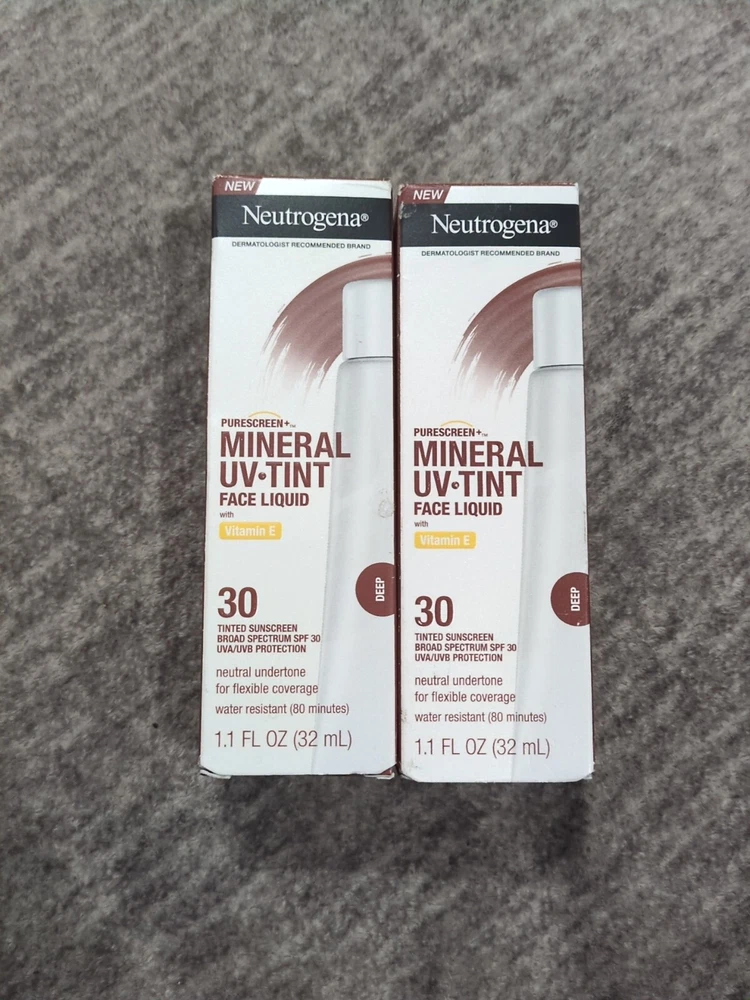 NEW
Neutrogena®
DERMATOLOGIST RECOMMENDED BRAND
PURESCREEN+™
MINERAL
UV•TINT
FACE LIQUID
with
Vitamin E
DEEP
30
TINTED SUNSCREEN
BROAD SPECTRUM SPF 30
UVA/UVB PROTECTION
neutral undertone
for flexible coverage
water resistant (80 minutes)
1.1 FL OZ (32 mL)
NEW
Neutrogena®
DERMATOLOGIST RECOMMENDED BRAND
PURESCREEN+™
MINERAL
UV•TINT
FACE LIQUID
with
Vitamin E
DEEP
30
TINTED SUNSCREEN
BROAD SPECTRUM SPF 30
UVA/UVB PROTECTION
neutral undertone
for flexible coverage
water resistant (80 minutes)
1.1 FL OZ (32 mL)